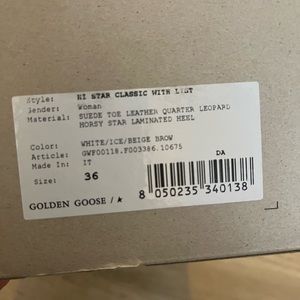 Style: HI STAR CLASSIC WITH LIST
Gender: Woman
Material: SUEDE TOE LEATHER QUARTER LEOPARD
HORSY STAR LAMINATED HEEL
Color: WHITE/ICE/BEIGE BROW
Article: GWF00118.F003386.10675
Made In: IT
DA
Size: 36
8 050235 340138
GOLDEN GOOSE /